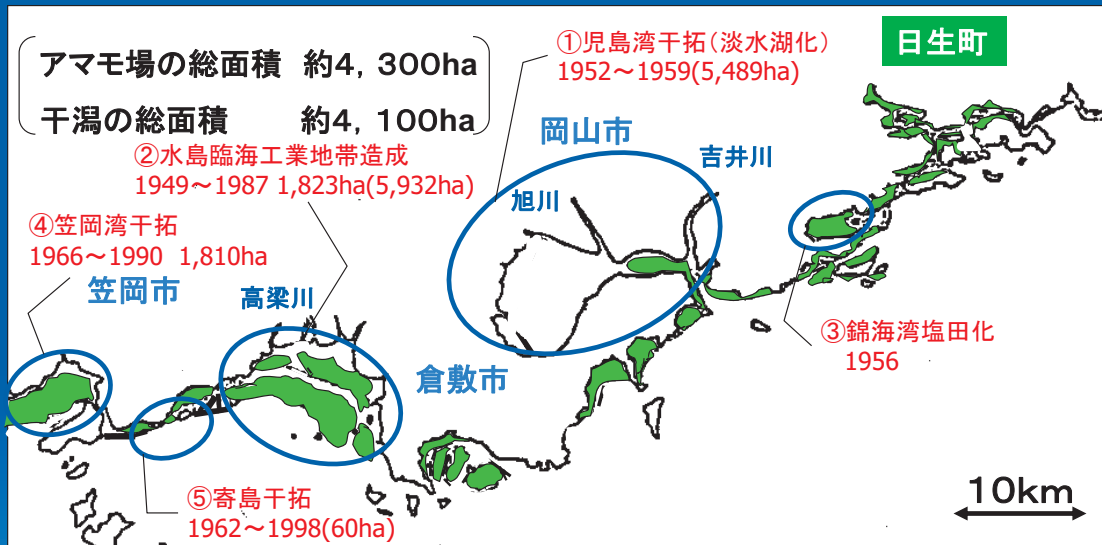 アマモ場の総面積 約4,300ha
干潟の総面積 約4,100ha
①児島湾干拓(淡水湖化)
1952～1959(5,489ha)
日生町
岡山市
②水島臨海工業地帯造成
1949～1987 1,823ha(5,932ha)
吉井川
旭川
④笠岡湾干拓
1966～1990 1,810ha
笠岡市
高梁川
③錦海湾塩田化
1956
倉敷市
⑤寄島干拓
1962～1998(60ha)
10km